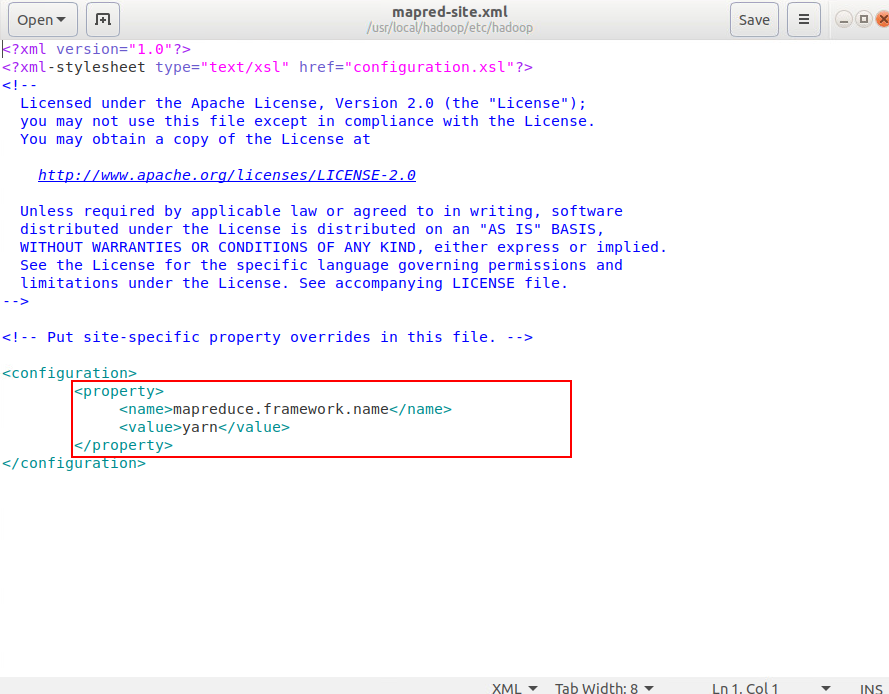 Open
mapred-site.xml
/usr/local/hadoop/etc/hadoop
Save
<?xml version="1.0"?>
<?xml-stylesheet type="text/xsl" href="configuration.xsl"?>
<!--
  Licensed under the Apache License, Version 2.0 (the "License");
  you may not use this file except in compliance with the License.
  You may obtain a copy of the License at

    http://www.apache.org/licenses/LICENSE-2.0

  Unless required by applicable law or agreed to in writing, software
  distributed under the License is distributed on an "AS IS" BASIS,
  WITHOUT WARRANTIES OR CONDITIONS OF ANY KIND, either express or implied.
  See the License for the specific language governing permissions and
  limitations under the License. See accompanying LICENSE file.
-->

<!-- Put site-specific property overrides in this file. -->

<configuration>
        <property>
             <name>mapreduce.framework.name</name>
             <value>yarn</value>
        </property>
</configuration>
XML Tab Width: 8 Ln 1, Col 1 INS